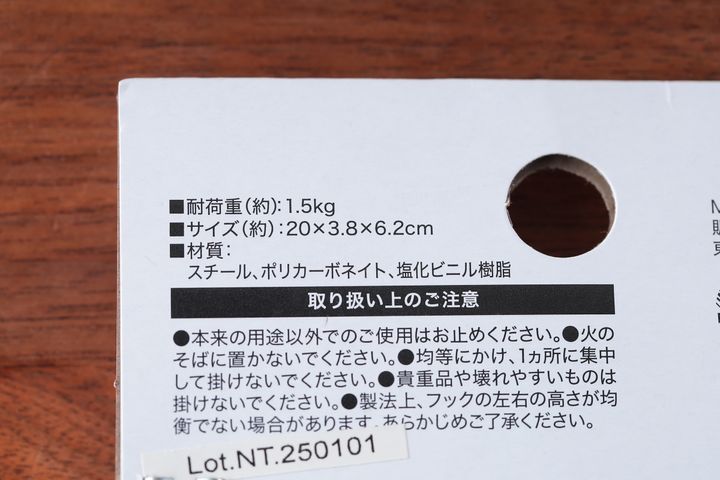 ■耐荷重（約）：1.5kg
■サイズ（約）：20×3.8×6.2cm
■材質：
スチール、ポリカーボネイト、塩化ビニル樹脂
取り扱い上のご注意
●本来の用途以外でのご使用はお止めください。●火の
そばに置かないでください。●均等にかけ、1ヵ所に集中
して掛けないでください。●貴重品や壊れやすいものは
掛けないでください。●製法上、フックの左右の高さが均
衡でない場合があります。あらかじめご了承ください。
Lot.NT.250101